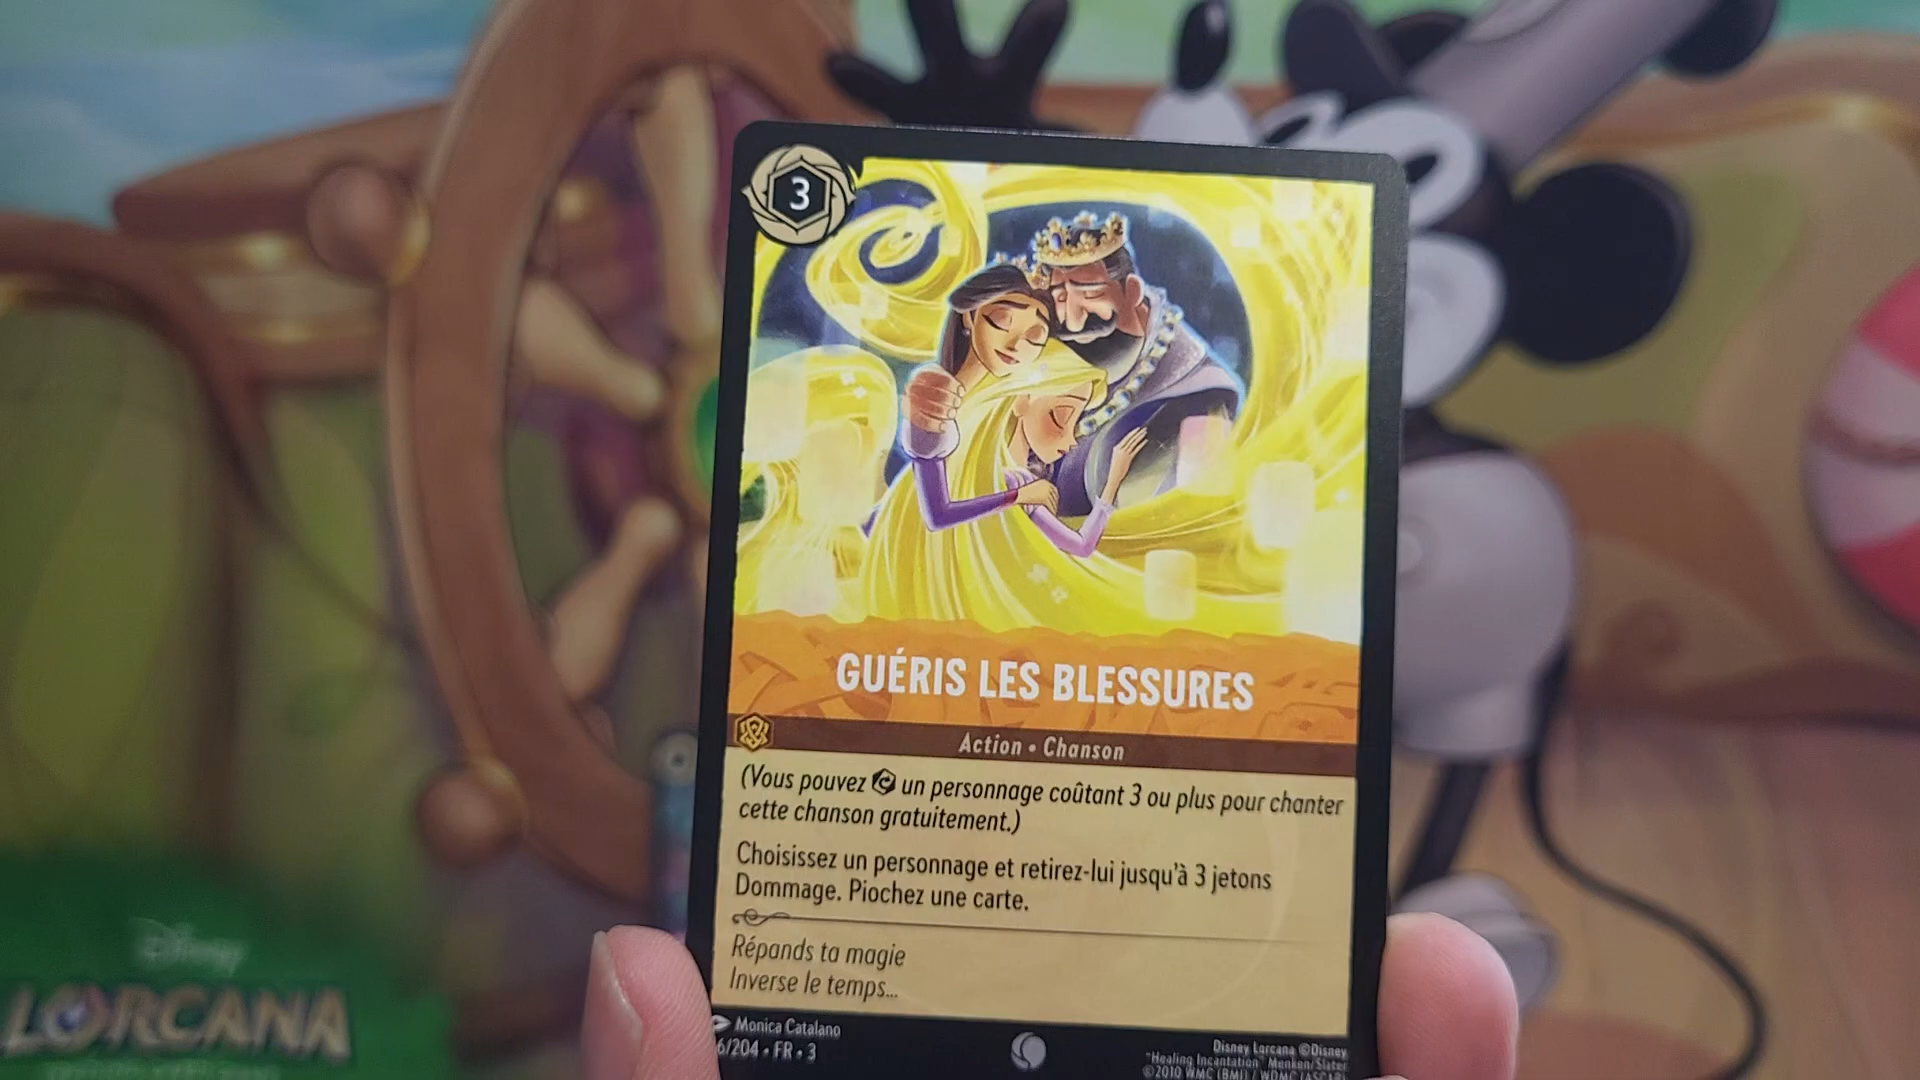 3
GUÉRIS LES BLESSURES
Action • Chanson
(Vous pouvez un personnage coûtant 3 ou plus pour chanter
cette chanson gratuitement.)
Choisissez un personnage et retirez-lui jusqu'à 3 jetons
Dommage. Piochez une carte.
Répands ta magie
Inverse le temps...
Monica Catalano
6/204 • FR • 3
Disney Lorcana ©Disney
"Healing Incantation" Menken/Slater
©2010 WMC (BMI) / WDMC (ASCAP)
Disney
LORCANA